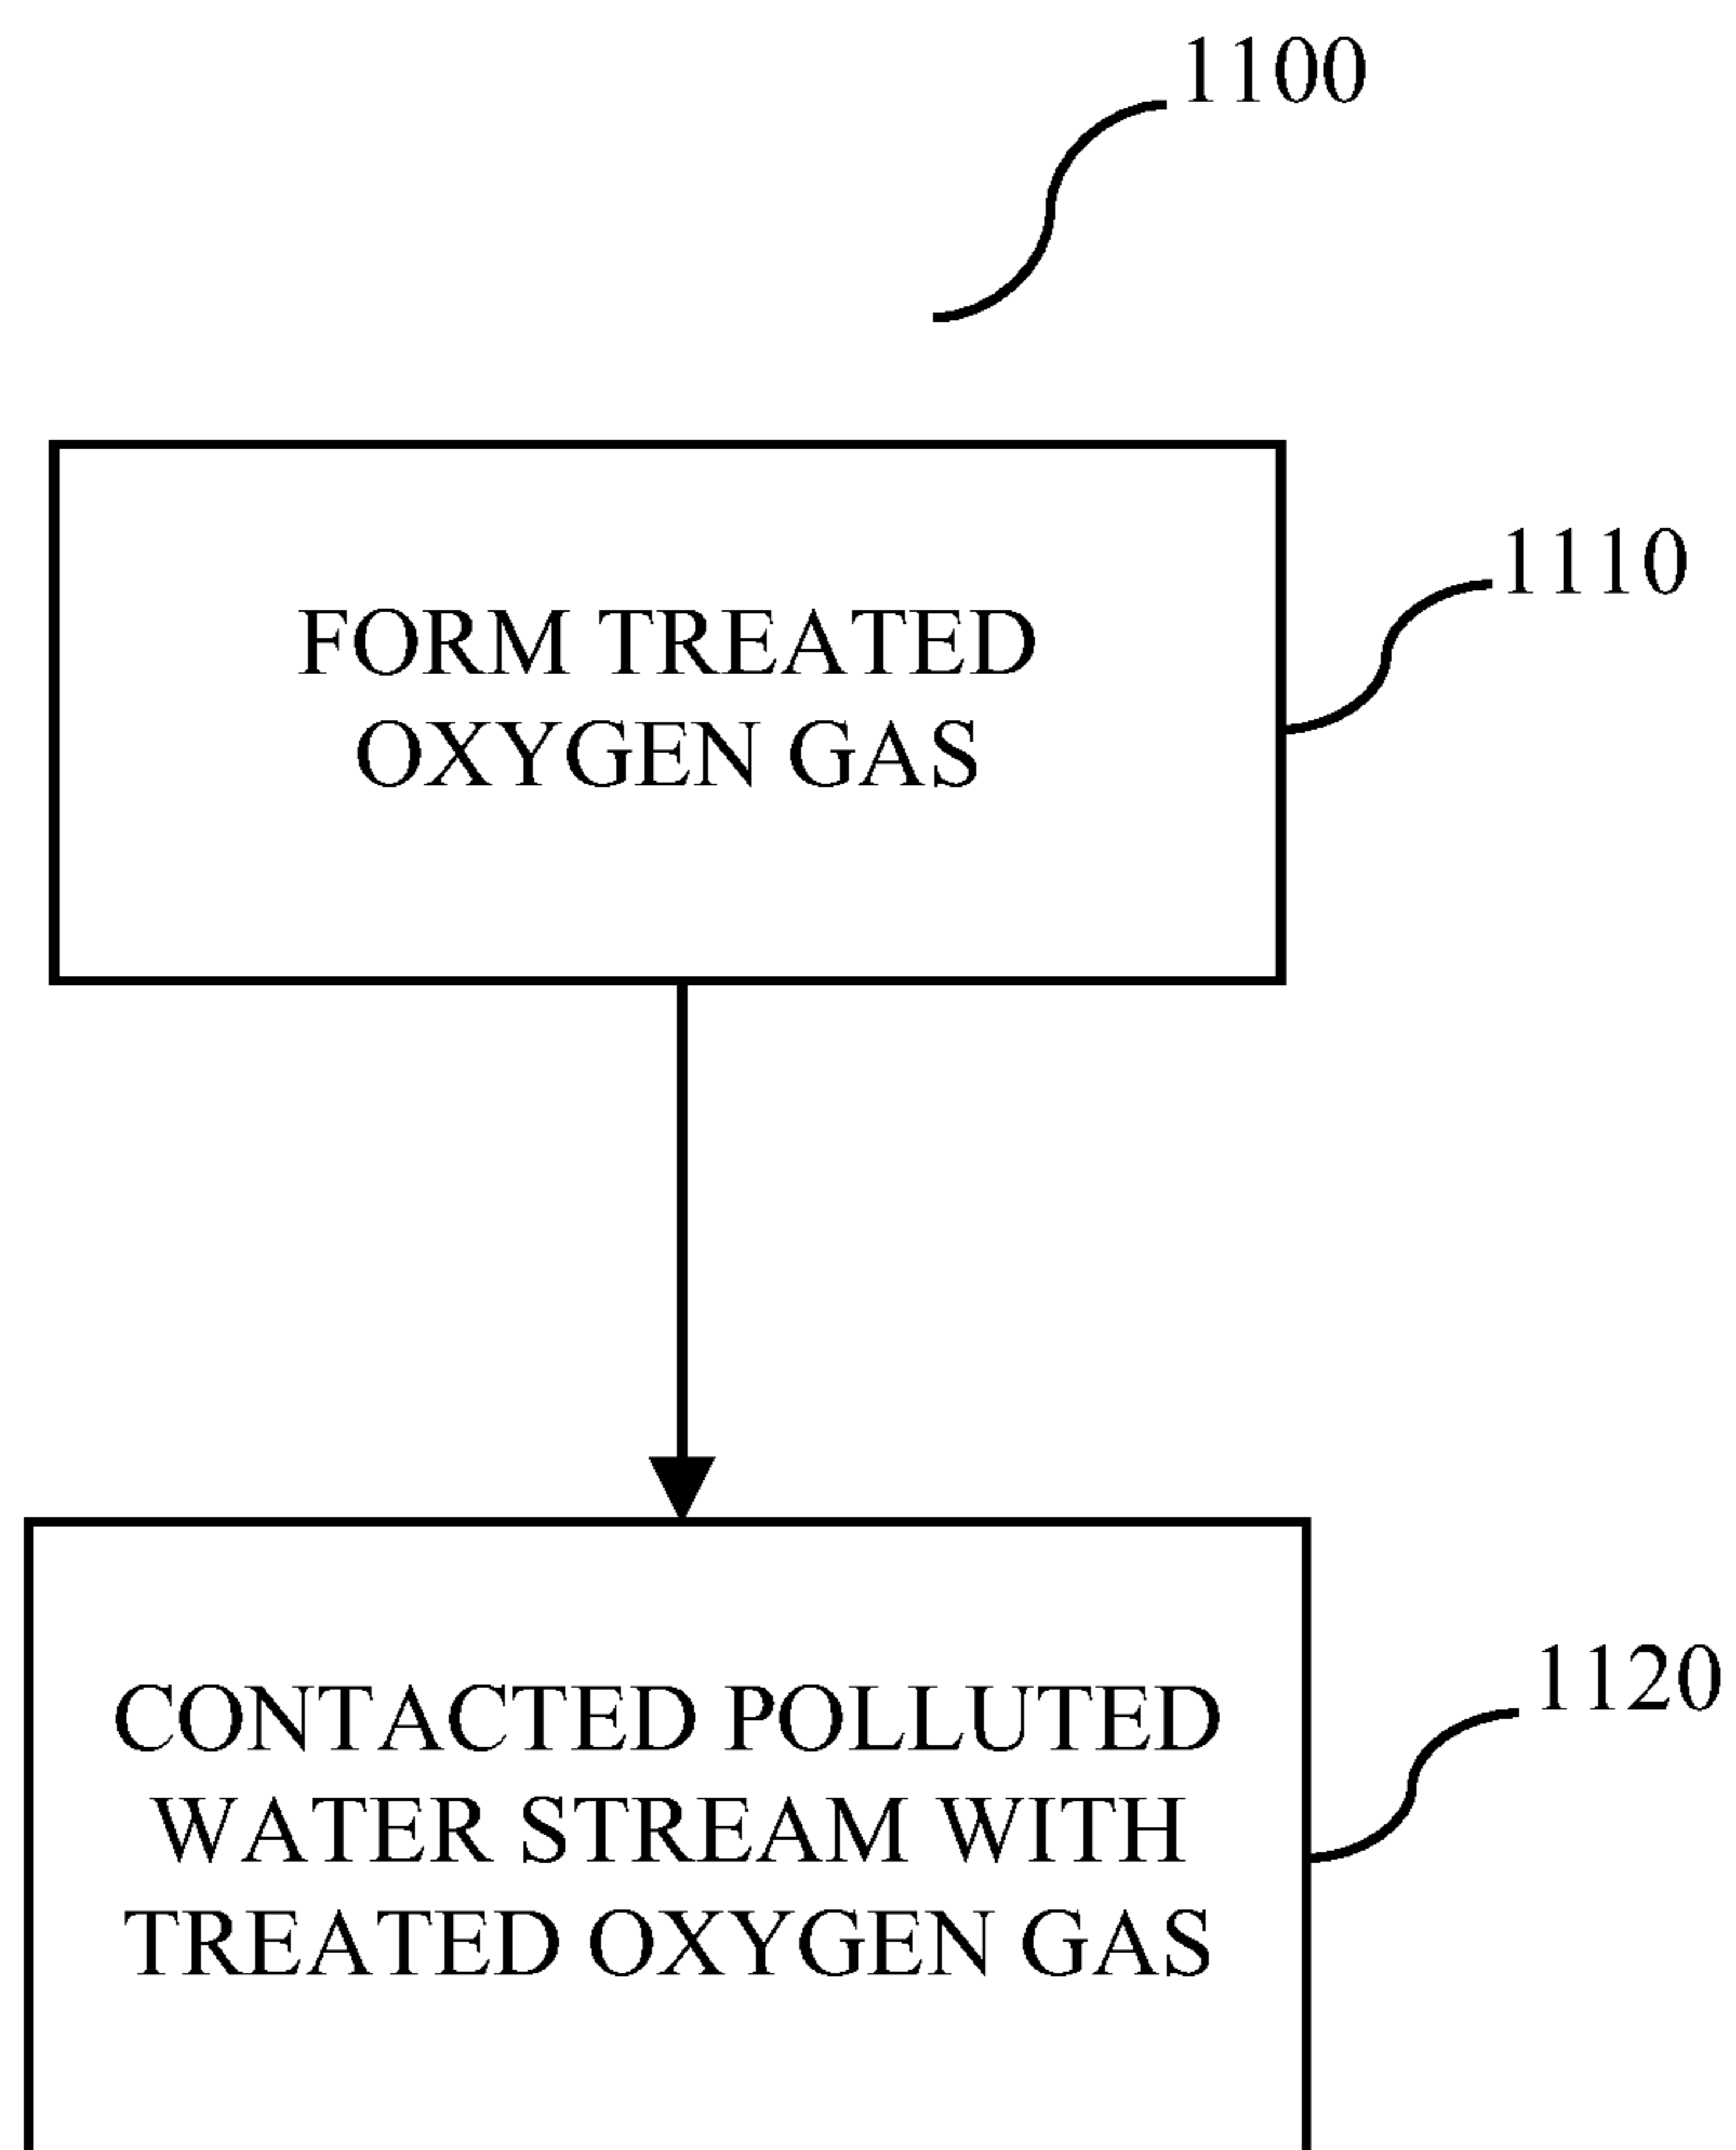 1100
1110
FORM TREATED
OXYGEN GAS
1120
CONTACTED POLLUTED
WATER STREAM WITH
TREATED OXYGEN GAS